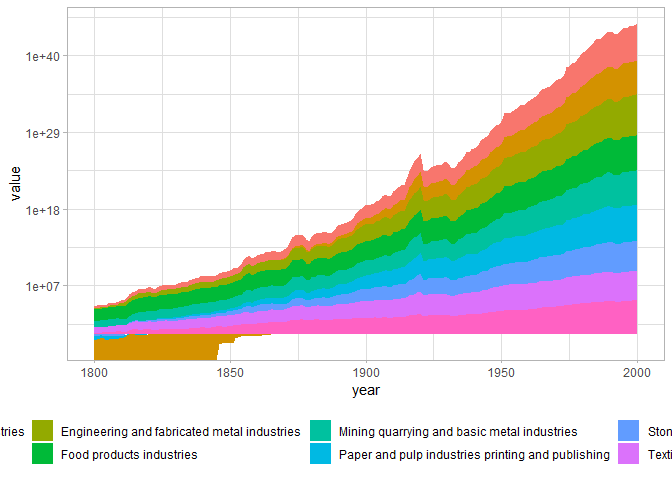 1e+40
1e+29
1e+18
1e+07
value
1800 1850 1900 1950 2000
year
tries Engineering and fabricated metal industries Mining quarrying and basic metal industries Ston
Food products industries Paper and pulp industries printing and publishing Texti